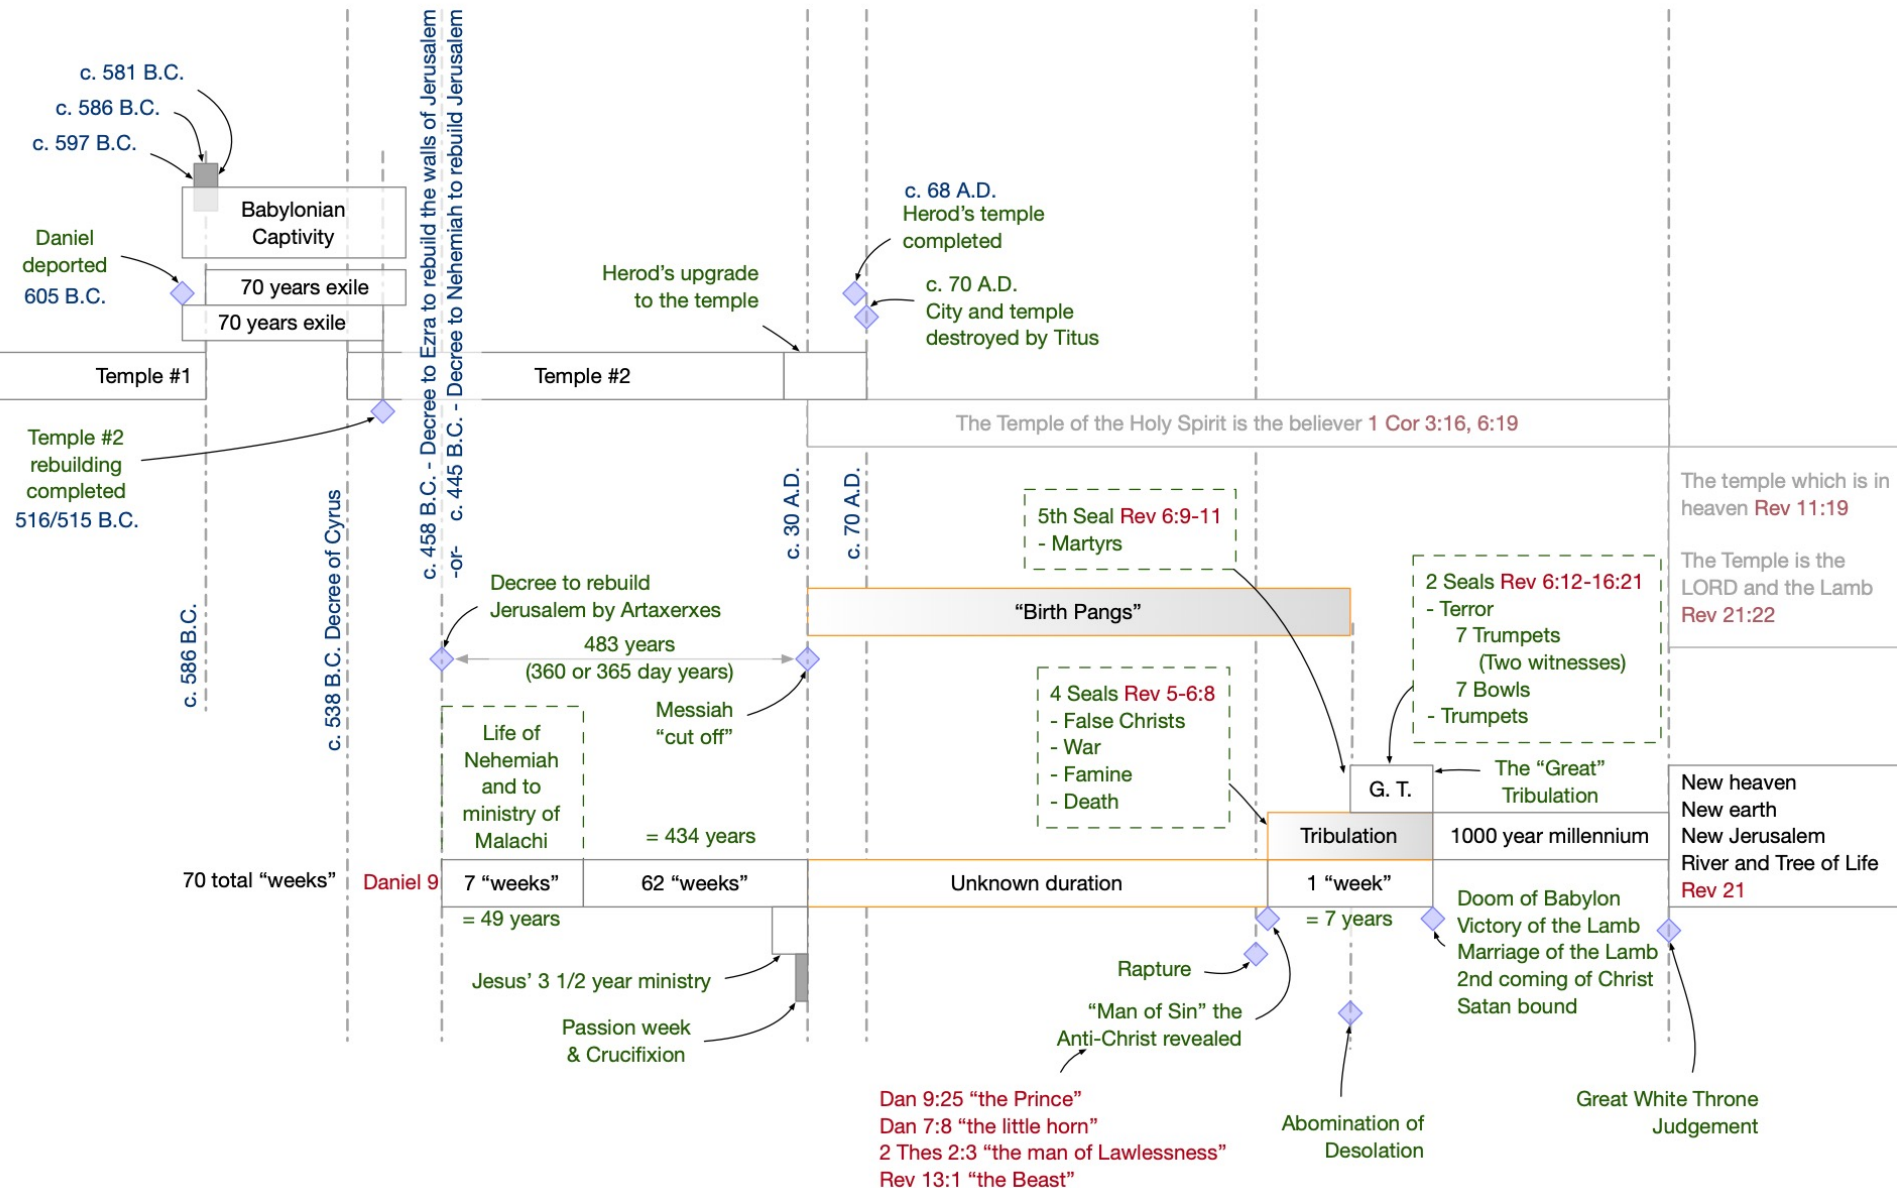 c. 581 B.C.
c. 586 B.C.
c. 597 B.C.
Babylonian
Captivity
Daniel
deported
605 B.C.
70 years exile
70 years exile
Temple #1
Temple #2
rebuilding
completed
516/515 B.C.
c. 586 B.C.
c. 538 B.C. Decree of Cyrus
c. 458 B.C. - Decree to Ezra to rebuild the walls of Jerusalem
-or- c. 445 B.C. - Decree to Nehemiah to rebuild Jerusalem
Temple #2
Herod’s upgrade
to the temple
c. 68 A.D.
Herod’s temple
completed
c. 70 A.D.
City and temple
destroyed by Titus
The Temple of the Holy Spirit is the believer 1 Cor 3:16, 6:19
The temple which is in
heaven Rev 11:19
The Temple is the
LORD and the Lamb
Rev 21:22
c. 30 A.D.
c. 70 A.D.
Decree to rebuild
Jerusalem by Artaxerxes
483 years
(360 or 365 day years)
Messiah
“cut off”
“Birth Pangs”
5th Seal Rev 6:9-11
- Martyrs
2 Seals Rev 6:12-16:21
- Terror
7 Trumpets
(Two witnesses)
7 Bowls
- Trumpets
4 Seals Rev 5-6:8
- False Christs
- War
- Famine
- Death
G. T.
The “Great”
Tribulation
Life of
Nehemiah
and to
ministry of
Malachi
= 434 years
Tribulation
1000 year millennium
New heaven
New earth
New Jerusalem
River and Tree of Life
Rev 21
70 total “weeks”
Daniel 9
7 “weeks”
62 “weeks”
Unknown duration
1 “week”
= 49 years
= 7 years
Jesus’ 3 1/2 year ministry
Passion week
& Crucifixion
Rapture
“Man of Sin” the
Anti-Christ revealed
Dan 9:25 “the Prince”
Dan 7:8 “the little horn”
2 Thes 2:3 “the man of Lawlessness”
Rev 13:1 “the Beast”
Abomination of
Desolation
Doom of Babylon
Victory of the Lamb
Marriage of the Lamb
2nd coming of Christ
Satan bound
Great White Throne
Judgement